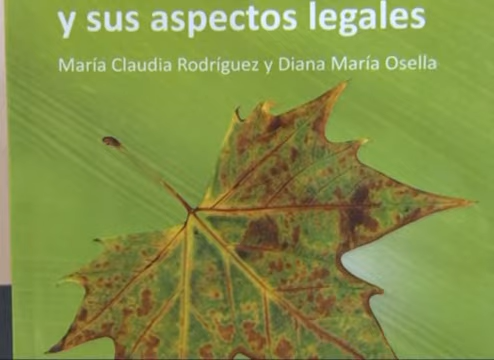 y sus aspectos legales
María Claudia Rodríguez y Diana María Osella